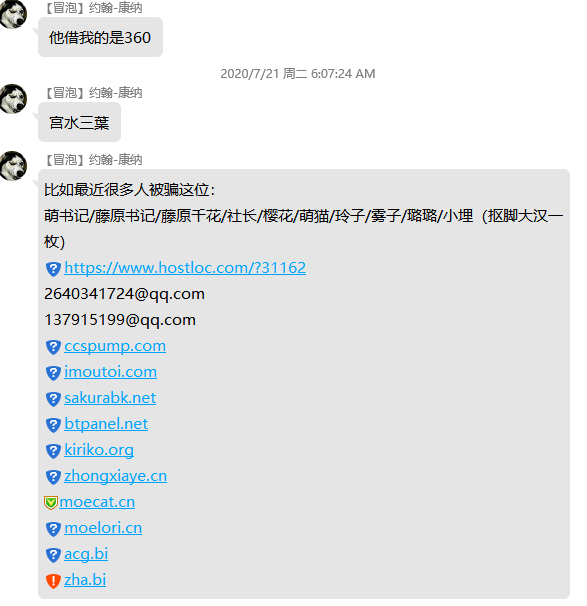 【冒泡】约翰-康纳
他借我的是360
2020/7/21 周二 6:07:24 AM
【冒泡】约翰-康纳
宫水三葉
【冒泡】约翰-康纳
比如最近很多人被骗这位：
萌书记/藤原书记/藤原千花/社长/樱花/萌猫/玲子/雾子/璐璐/小埋（抠脚大汉一
枚）
https://www.hostloc.com/?31162
2640341724@qq.com
137915199@qq.com
ccspump.com
imoutoi.com
sakurabk.net
btpanel.net
kiriko.org
zhongxiaye.cn
moecat.cn
moelori.cn
acg.bi
zha.bi